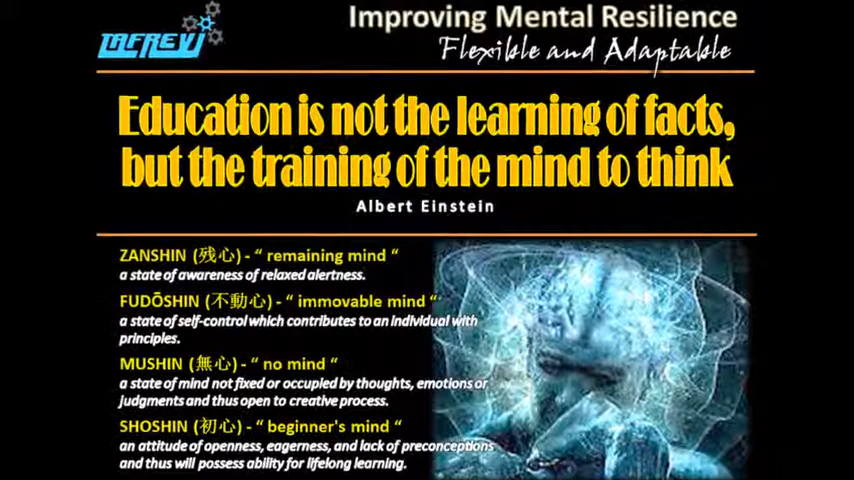 TAFREVJ
Improving Mental Resilience
Flexible and Adaptable
Education is not the learning of facts,
but the training of the mind to think
Albert Einstein
ZANSHIN (残心) - “ remaining mind “
a state of awareness of relaxed alertness.
FUDŌSHIN (不動心) - “ immovable mind “
a state of self-control which contributes to an individual with
principles.
MUSHIN (無心) - “ no mind “
a state of mind not fixed or occupied by thoughts, emotions or
judgments and thus open to creative process.
SHOSHIN (初心) - “ beginner's mind “
an attitude of openness, eagerness, and lack of preconceptions
and thus will possess ability for lifelong learning.